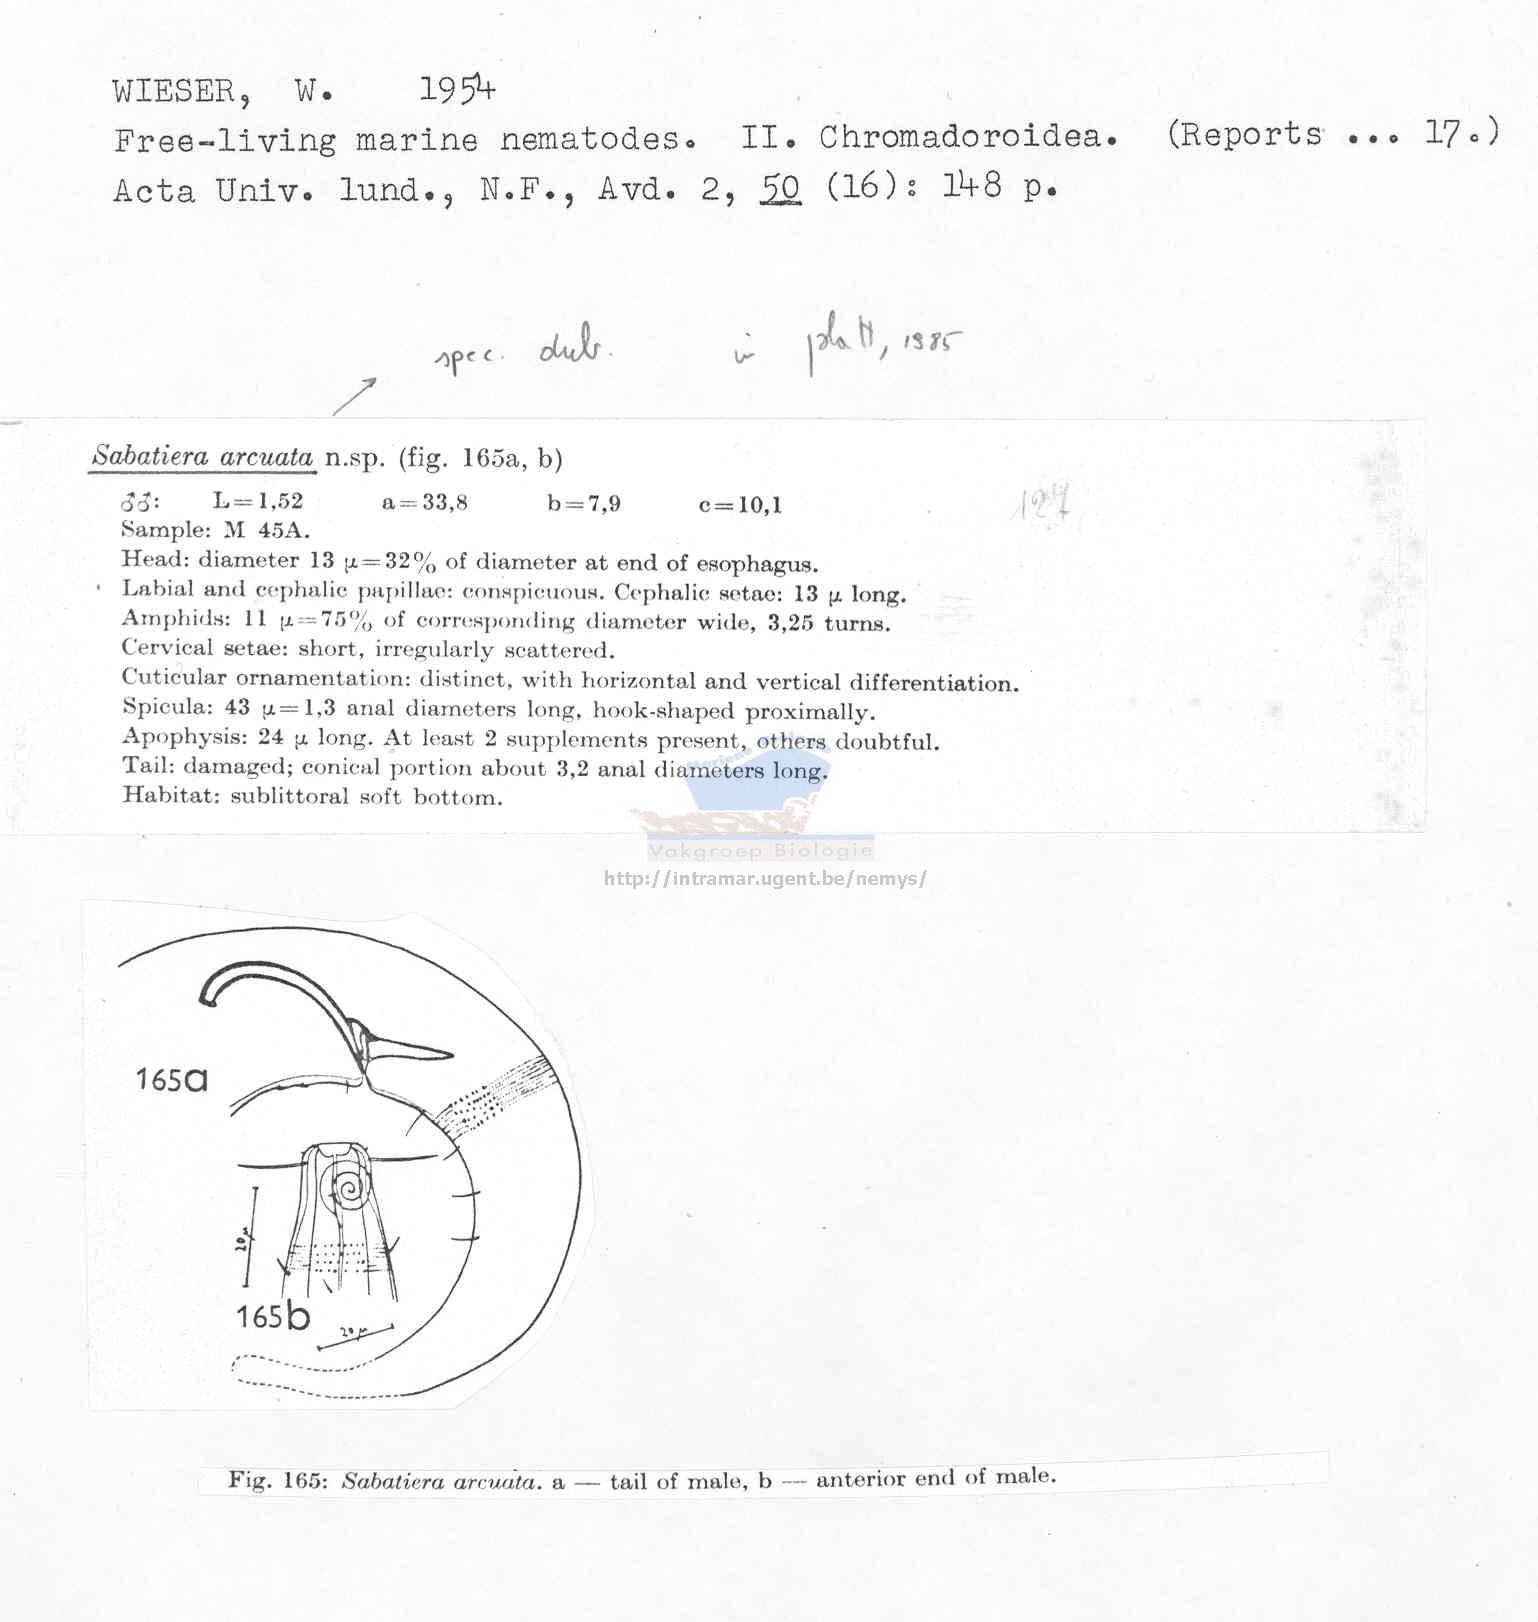 WIESER, W. 1954
Free-living marine nematodes. II. Chromadoroidea. (Reports ... 17.)
Acta Univ. lund., N.F., Avd. 2, 50 (16): 148 p.
spec. dub. in platt, 1985
Sabatiera arcuata n.sp. (fig. 165a, b)
♂♂: L=1,52 a=33,8 b=7,9 c=10,1
127
Sample: M 45A.
Head: diameter 13 µ=32% of diameter at end of esophagus.
Labial and cephalic papillae: conspicuous. Cephalic setae: 13 µ long.
Amphids: 11 µ=75% of corresponding diameter wide, 3,25 turns.
Cervical setae: short, irregularly scattered.
Cuticular ornamentation: distinct, with horizontal and vertical differentiation.
Spicula: 43 µ=1,3 anal diameters long, hook-shaped proximally.
Apophysis: 24 µ long. At least 2 supplements present, others doubtful.
Tail: damaged; conical portion about 3,2 anal diameters long.
Habitat: sublittoral soft bottom.
Vakgroep Biologie
http://intramar.ugent.be/nemys/
165a
20 µ
165b
20 µ
Fig. 165: Sabatiera arcuata. a — tail of male, b — anterior end of male.